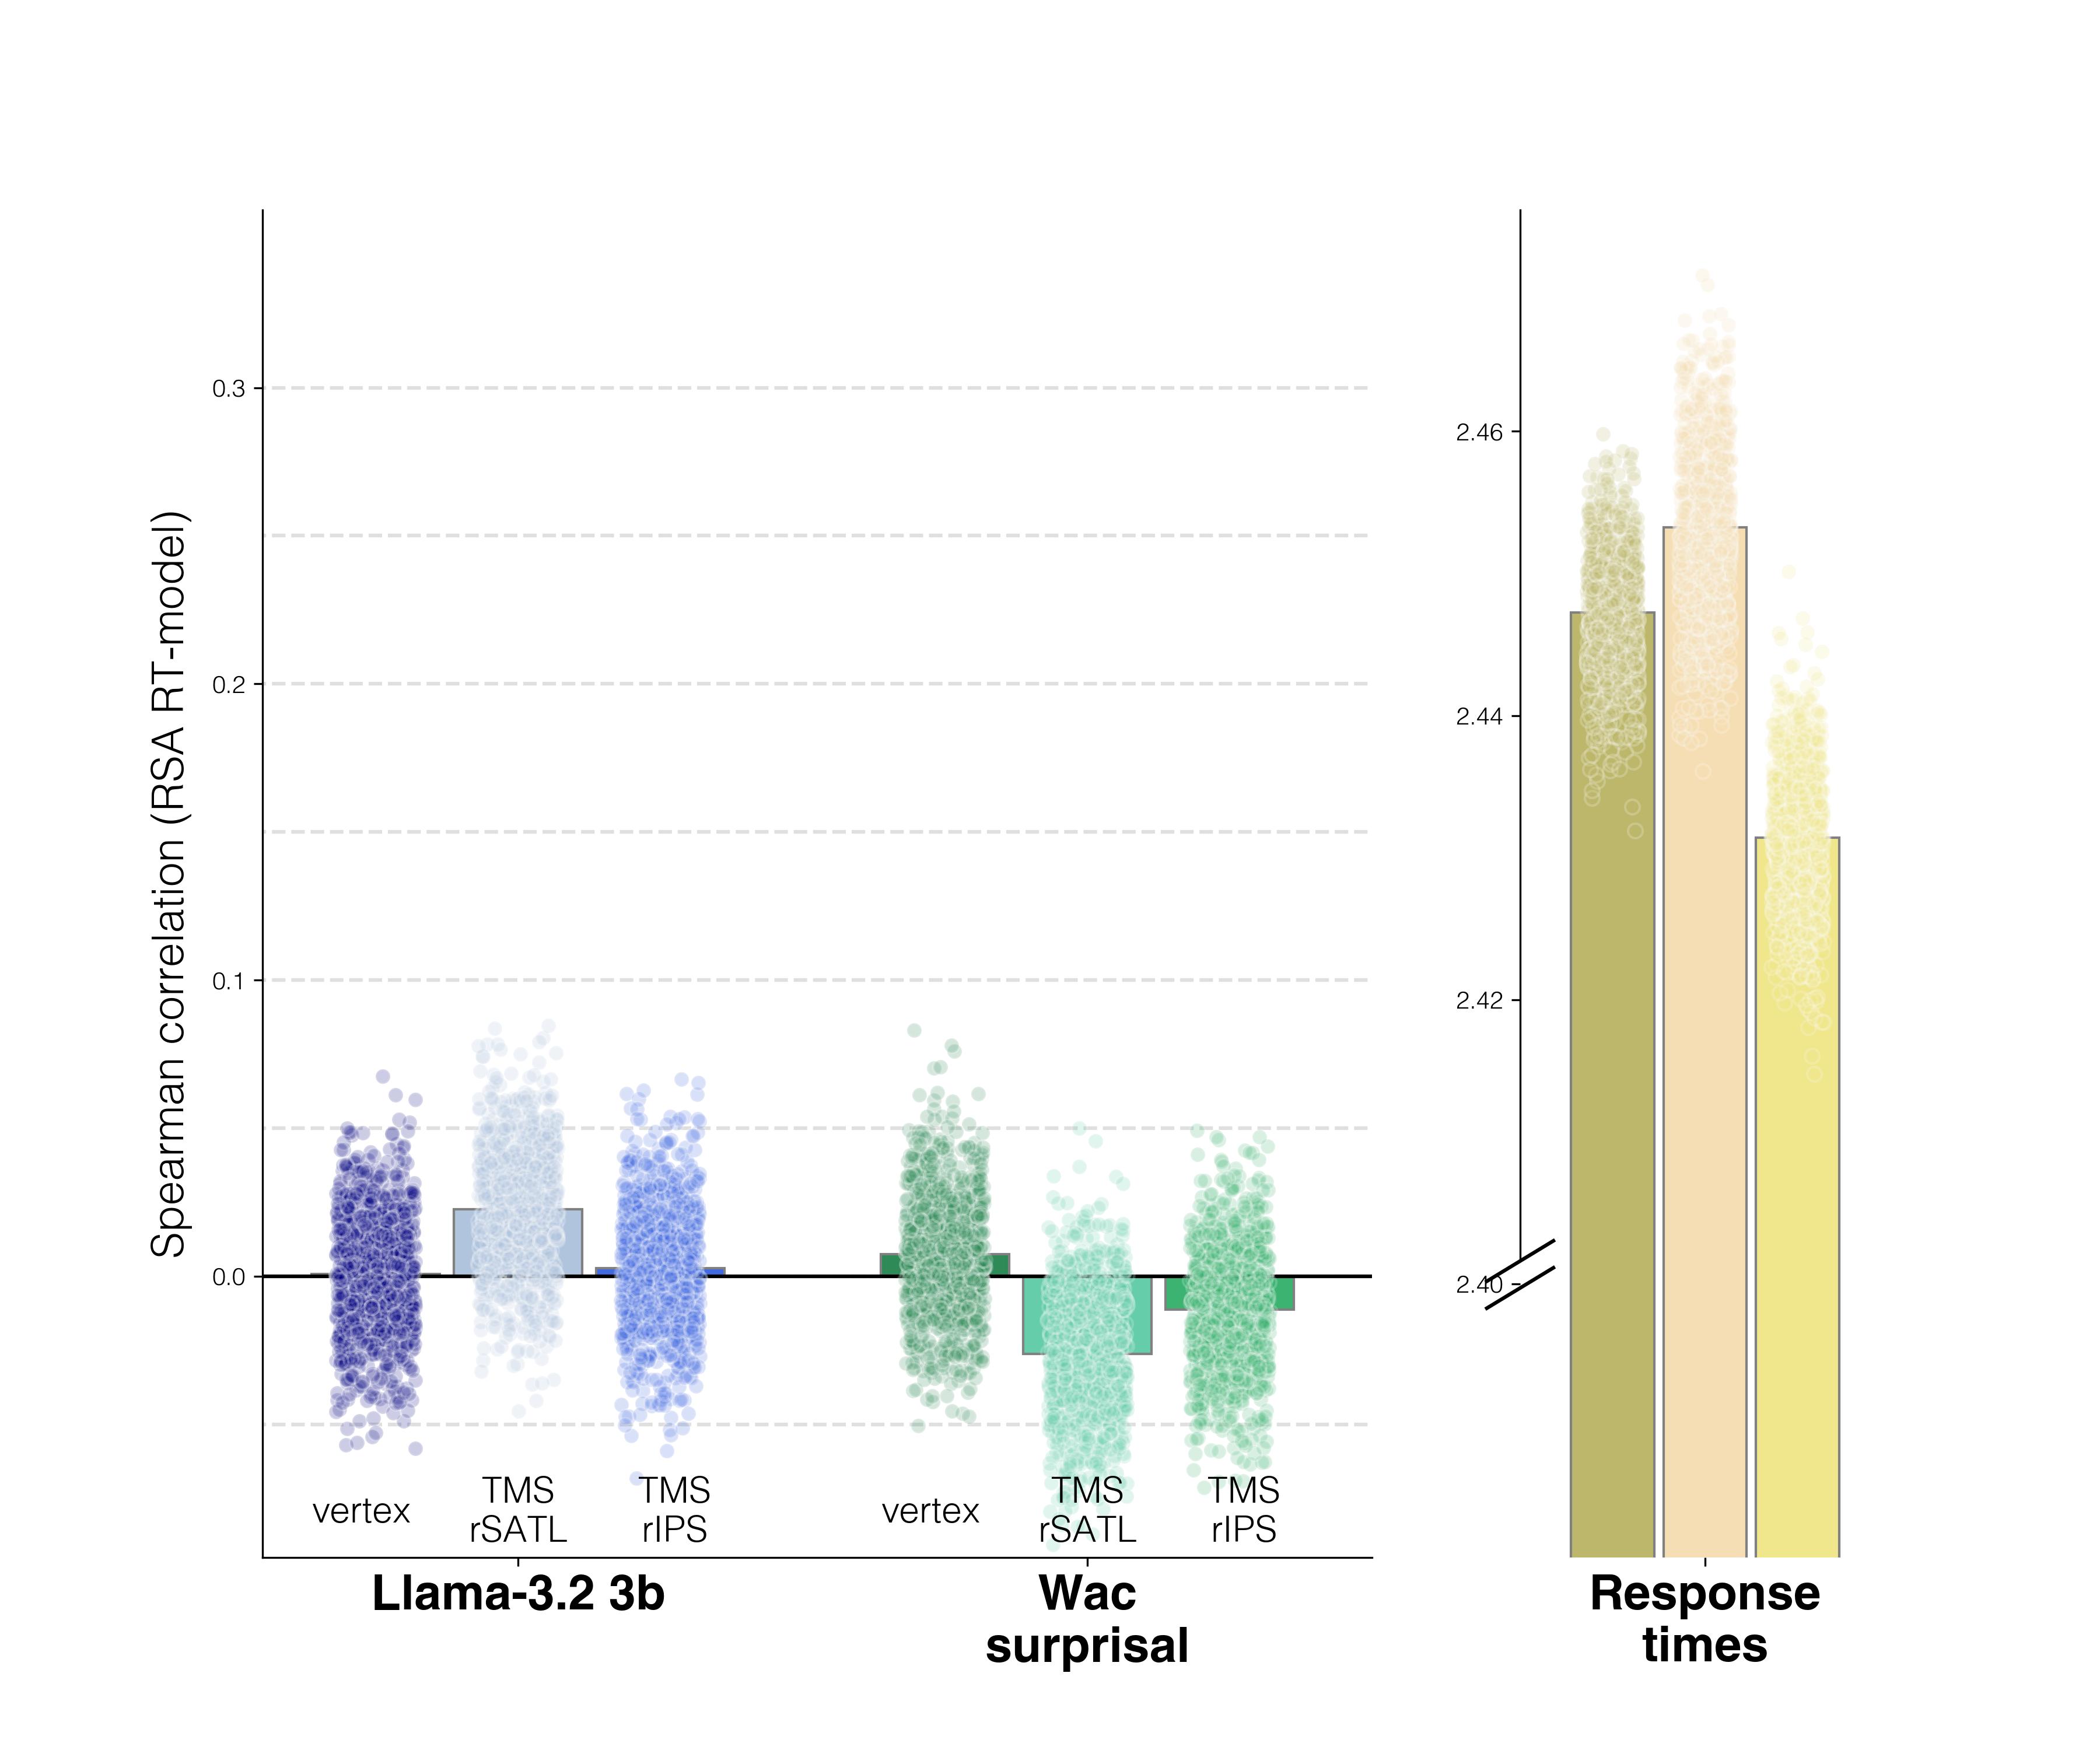 Spearman correlation (RSA RT-model)
0.3
0.2
0.1
0.0
vertex
TMS
rSATL
TMS
rIPS
vertex
TMS
rSATL
TMS
rIPS
Llama-3.2 3b
Wac
surprisal
2.46
2.44
2.42
2.40
Response
times